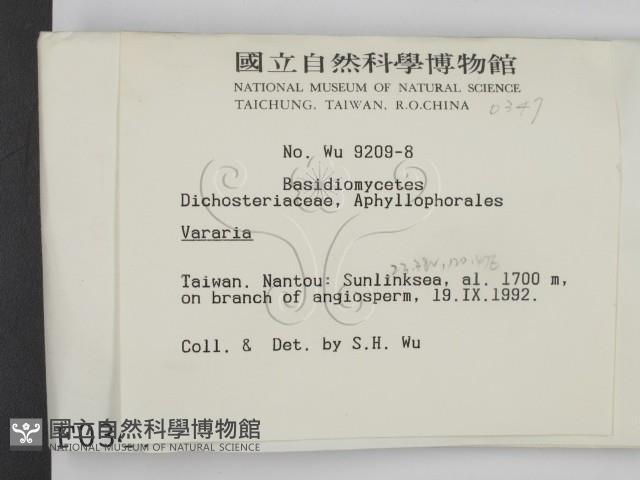 國立自然科學博物館
NATIONAL MUSEUM OF NATURAL SCIENCE
TAICHUNG, TAIWAN, R.O.CHINA 0347
No. Wu 9209-8
Basidiomycetes
Dichosteriaceae, Aphyllophorales
Vararia
Taiwan. Nantou: Sunlinksea, al. 1700 m,
on branch of angiosperm, 19.IX.1992.
Coll. & Det. by S.H. Wu
國立自然科學博物館
NATIONAL MUSEUM OF NATURAL SCIENCE